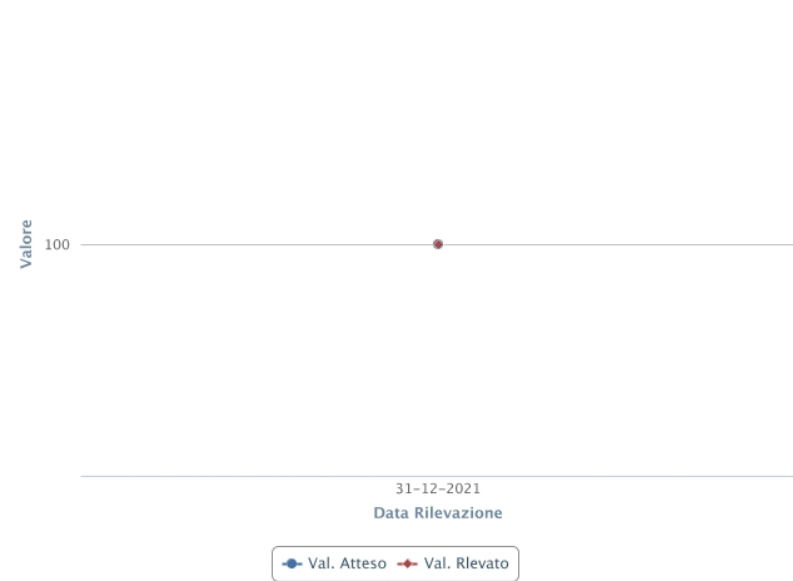 Valore
100
31-12-2021
Data Rilevazione
Val. Atteso Val. Rlevato